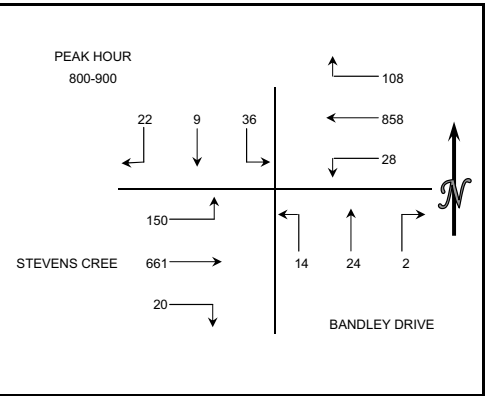 PEAK HOUR
800-900
108
22 9 36 858
28
150
STEVENS CREE 661 14 24 2
20
BANDLEY DRIVE
N